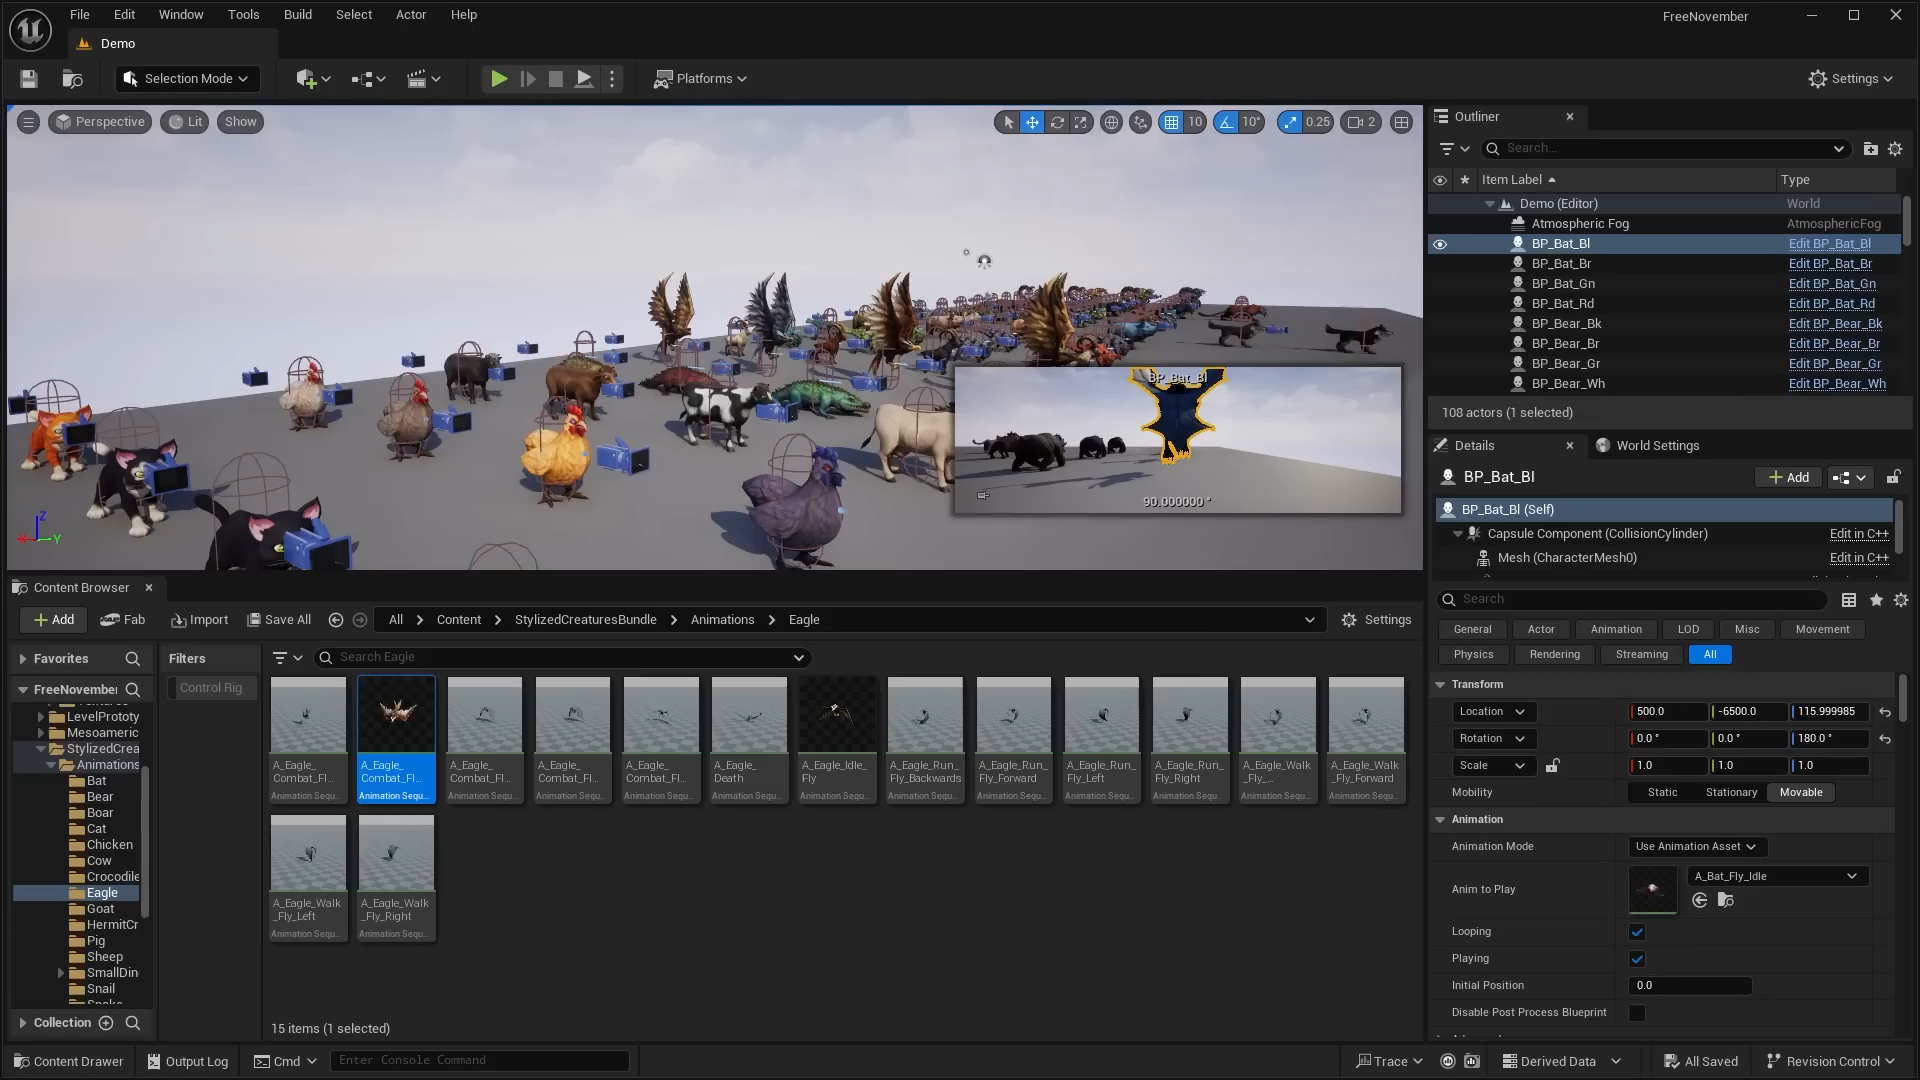 File Edit Window Tools Build Select Actor Help
FreeNovember
Demo
Selection Mode
Platforms
Settings
Perspective Lit Show
10 10° 0.25 2
BP_Bat_Bl
90.000000 °
Z
X
Y
Outliner
Search...
Item Label Type
Demo (Editor) World
Atmospheric Fog AtmosphericFog
BP_Bat_Bl Edit BP_Bat_Bl
BP_Bat_Br Edit BP_Bat_Br
BP_Bat_Gn Edit BP_Bat_Gn
BP_Bat_Rd Edit BP_Bat_Rd
BP_Bear_Bk Edit BP_Bear_Bk
BP_Bear_Br Edit BP_Bear_Br
BP_Bear_Gr Edit BP_Bear_Gr
BP_Bear_Wh Edit BP_Bear_Wh
108 actors (1 selected)
Details World Settings
BP_Bat_Bl Add
BP_Bat_Bl (Self)
Capsule Component (CollisionCylinder) Edit in C++
Mesh (CharacterMesh0) Edit in C++
Search
General Actor Animation LOD Misc Movement
Physics Rendering Streaming All
Transform
Location 500.0 -6500.0 115.999985
Rotation 0.0 ° 0.0 ° 180.0 °
Scale 1.0 1.0 1.0
Mobility Static Stationary Movable
Animation
Animation Mode Use Animation Asset
Anim to Play A_Bat_Fly_Idle
Looping
Playing
Initial Position 0.0
Disable Post Process Blueprint
Content Browser
Add Fab Import Save All All Content StylizedCreaturesBundle Animations Eagle Settings
Favorites
FreeNovember
LevelPrototy
Mesoameric
StylizedCrea
Animations
Bat
Bear
Boar
Cat
Chicken
Cow
Crocodile
Eagle
Goat
HermitCr
Pig
Sheep
SmallDin
Snail
Collection
Filters
Control Rig
Search Eagle
A_Eagle_ A_Eagle_ A_Eagle_ A_Eagle_ A_Eagle_ A_Eagle_ A_Eagle_Idle_ A_Eagle_Run A_Eagle_Run_ A_Eagle_Run A_Eagle_Run_ A_Eagle_Walk A_Eagle_Walk
Combat_Fl... Combat_Fl... Combat_Fl... Combat_Fl... Combat_Fl... Death Fly _Fly_Backwards Fly_Forward _Fly_Left Fly_Right _Fly_... _Fly_Forward
Animation Sequ... Animation Sequ... Animation Sequ... Animation Sequ... Animation Sequ... Animation Sequ... Animation Sequ... Animation Sequ... Animation Sequ... Animation Sequ... Animation Sequ... Animation Sequ... Animation Sequ...
A_Eagle_Walk A_Eagle_Walk
_Fly_Left _Fly_Right
Animation Sequ... Animation Sequ...
15 items (1 selected)
Content Drawer Output Log Cmd Enter Console Command
Trace Derived Data All Saved Revision Control